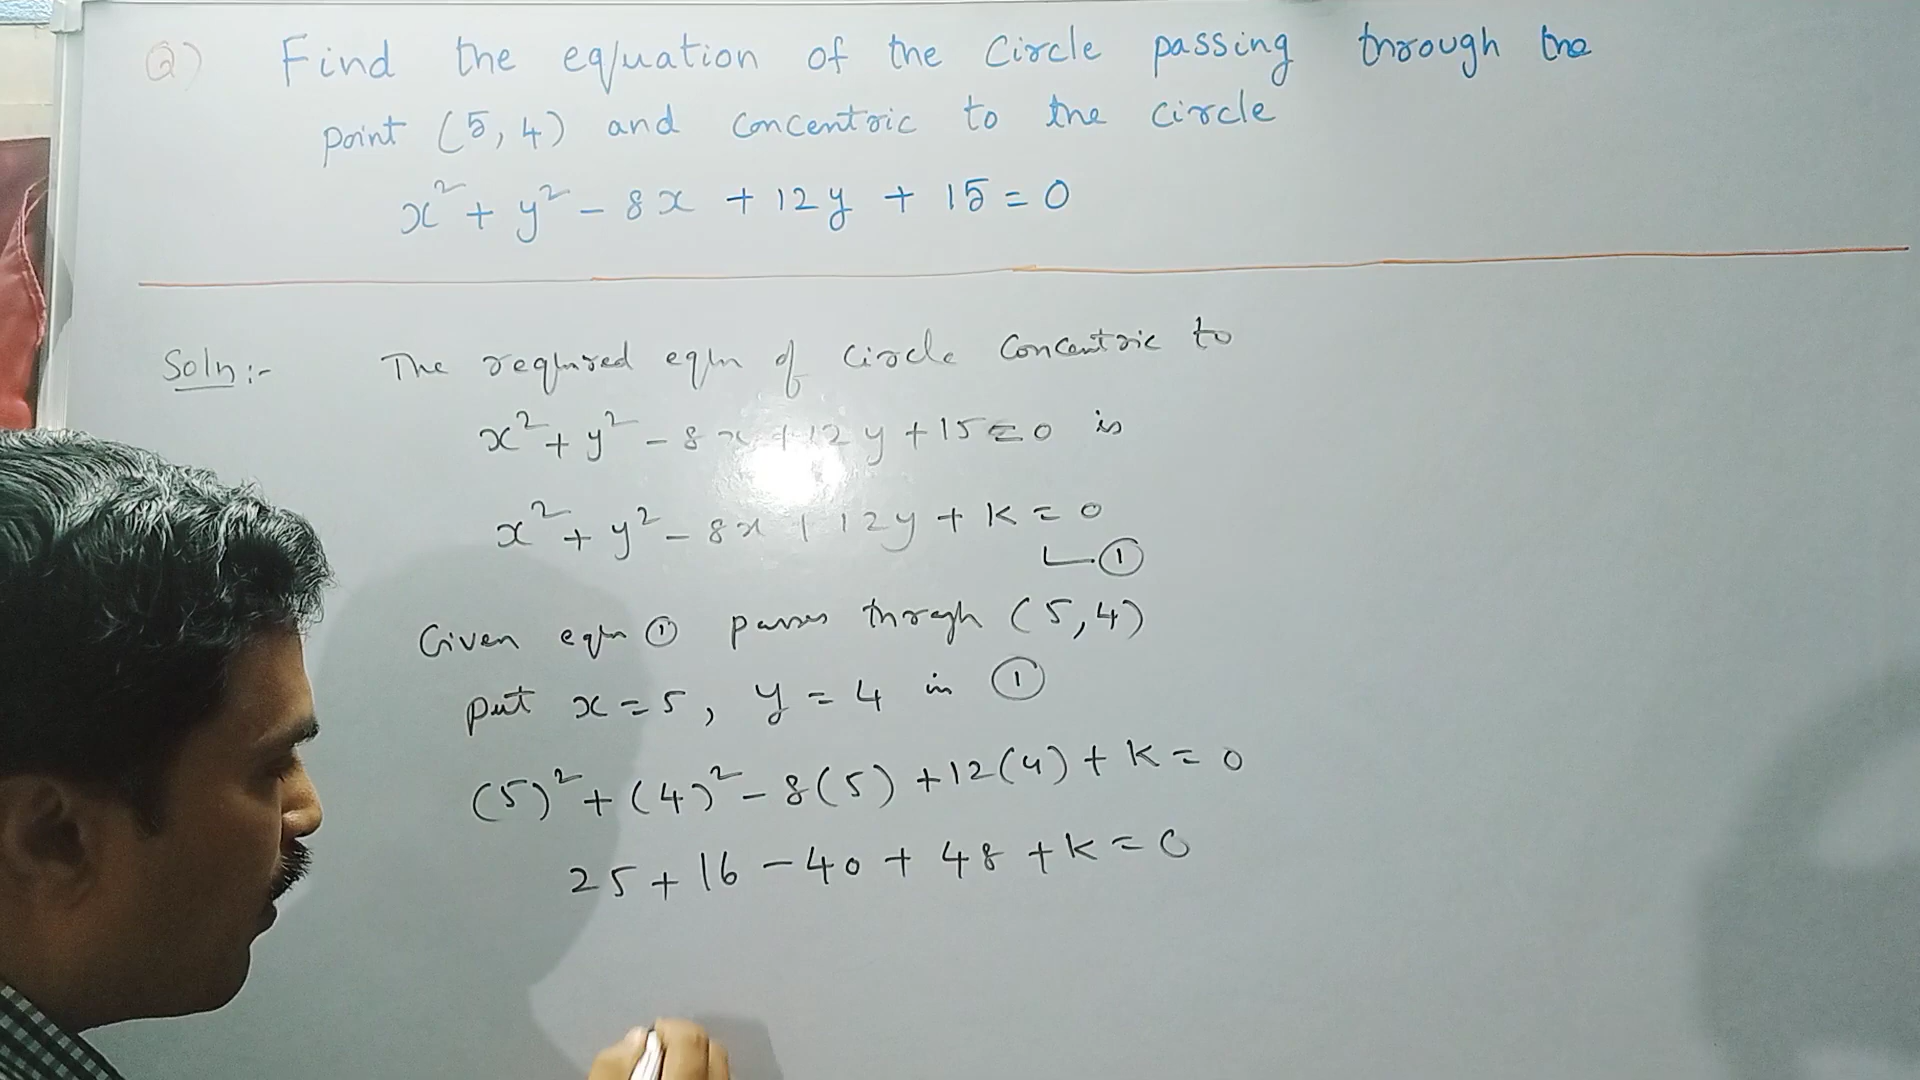 Q) Find the equation of the Circle passing through the
point (5, 4) and concentric to the circle
x² + y² - 8x + 12y + 15 = 0
Soln:- The required eqn of circle concentric to
x² + y² - 8x + 12y + 15 = 0 is
x² + y² - 8x + 12y + k = 0
①
Given eqn ① passes through (5, 4)
put x = 5, y = 4 in ①
(5)² + (4)² - 8(5) + 12(4) + k = 0
25 + 16 - 40 + 48 + k = 0